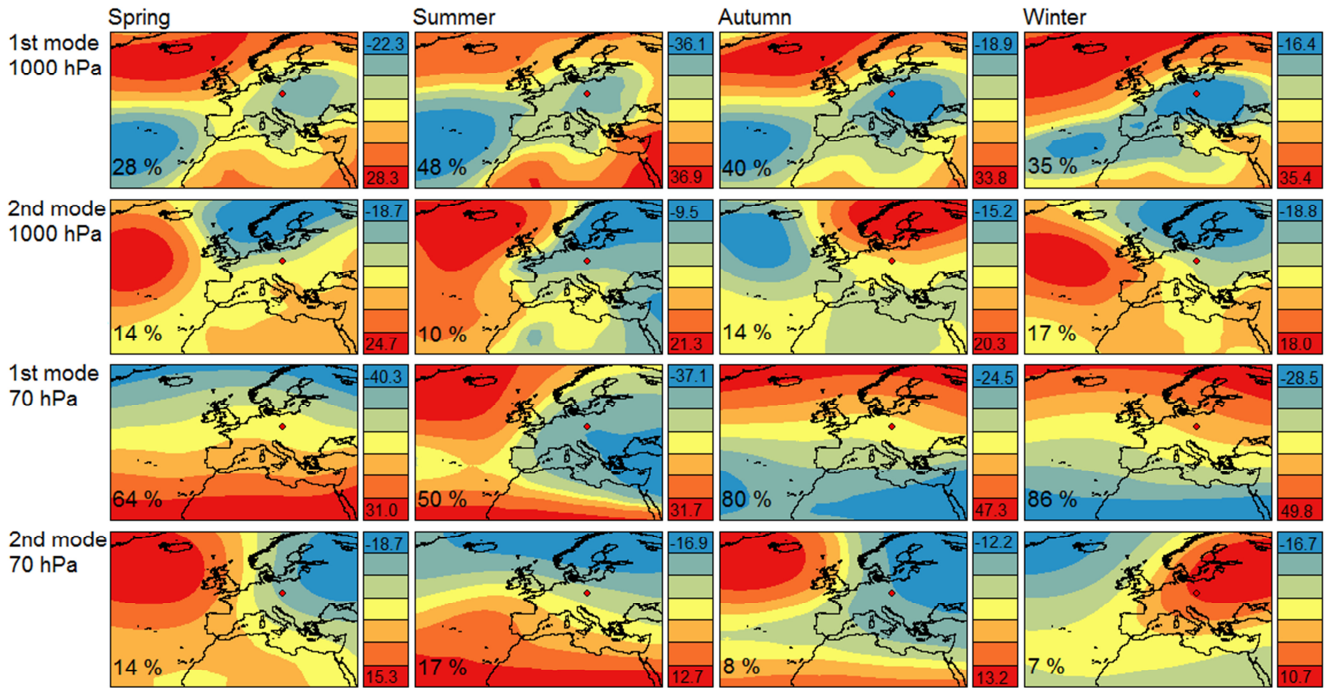 Spring Summer Autumn Winter
1st mode
1000 hPa
-22.3 -36.1 -18.9 -16.4
28 % 48 % 40 % 35 %
28.3 36.9 33.8 35.4
2nd mode
1000 hPa
-18.7 -9.5 -15.2 -18.8
14 % 10 % 14 % 17 %
24.7 21.3 20.3 18.0
1st mode
70 hPa
-40.3 -37.1 -24.5 -28.5
64 % 50 % 80 % 86 %
31.0 31.7 47.3 49.8
2nd mode
70 hPa
-18.7 -16.9 -12.2 -16.7
14 % 17 % 8 % 7 %
15.3 12.7 13.2 10.7